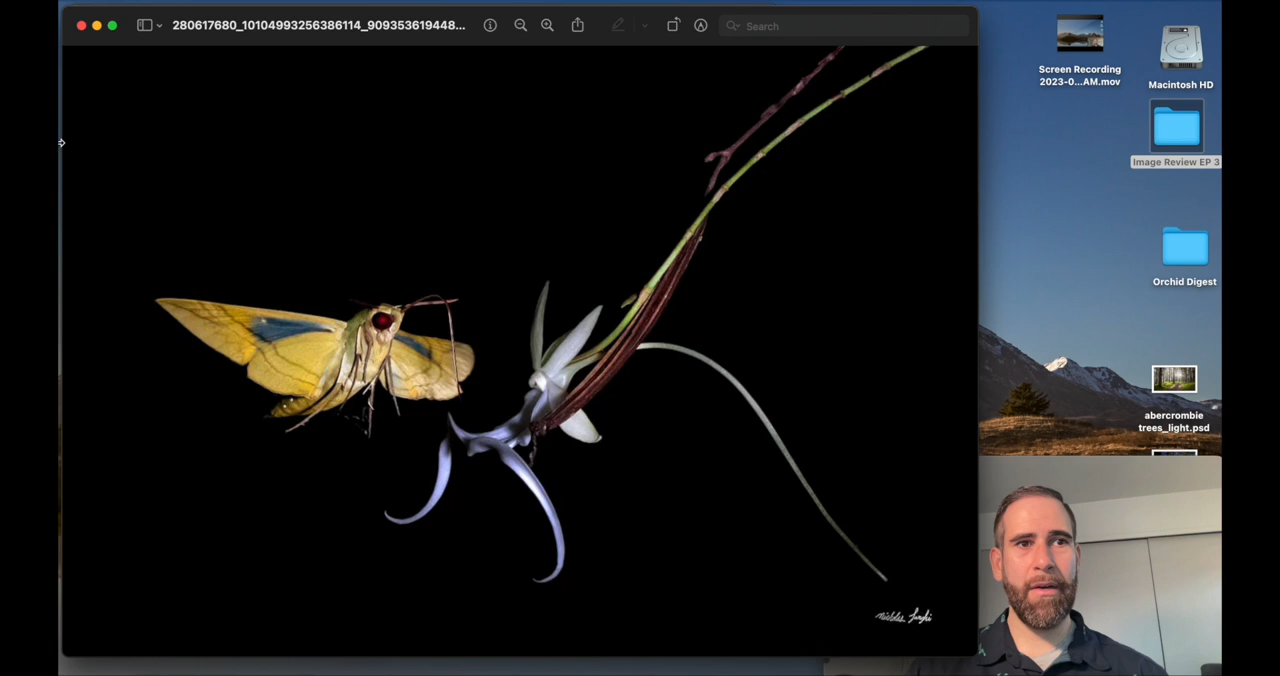 280617680_10104993256386114_909353619448...
Search
Screen Recording
2023-0...AM.mov
Macintosh HD
Image Review EP 3
Orchid Digest
abercrombie
trees_light.psd